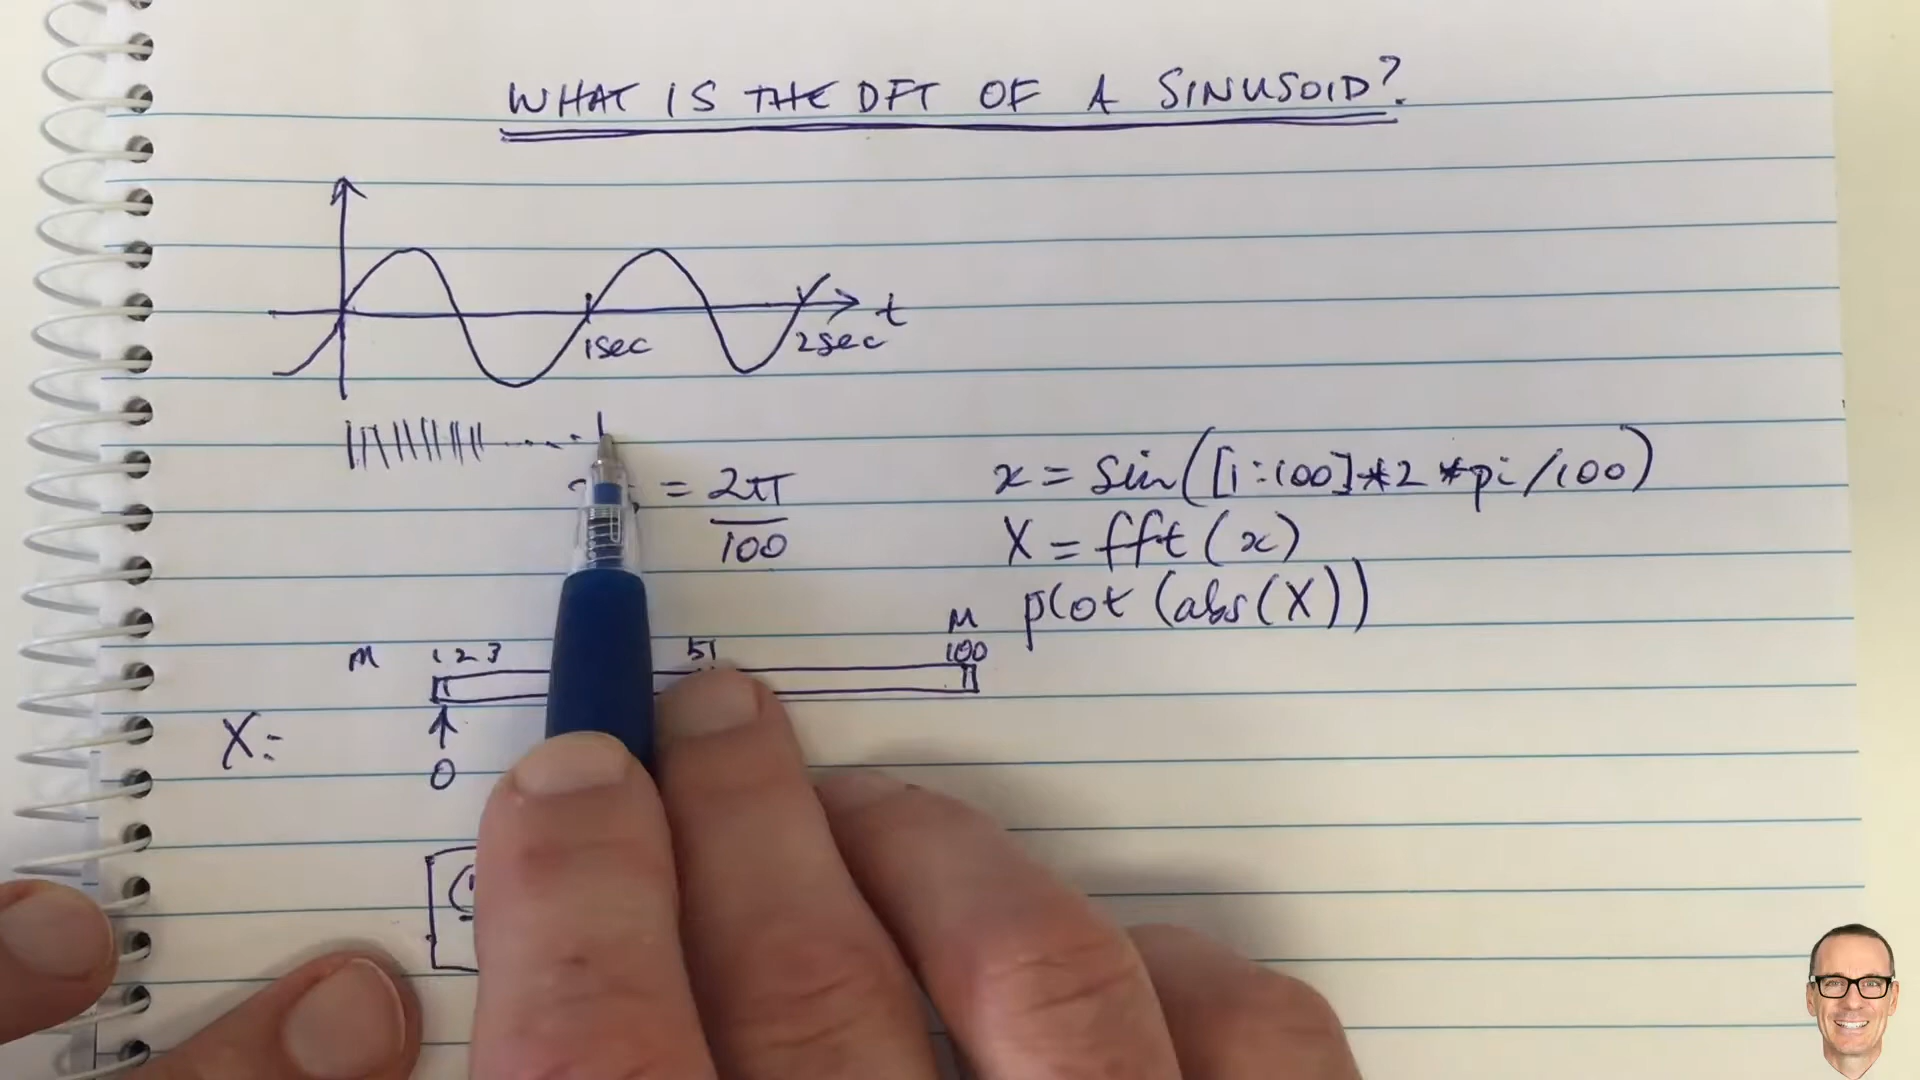 WHAT IS THE DFT OF A SINUSOID?
t
1sec 2sec
= 2π
100
x = sin([1:100]*2*pi/100)
X = fft(x)
plot(abs(X))
M
m 1 2 3 51 100
X=
0